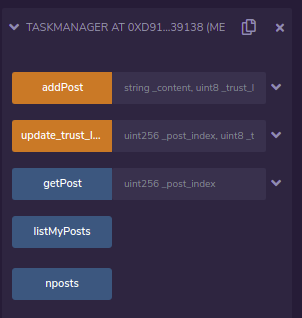 TASKMANAGER AT 0XD91...39138 (ME
addPost string _content, uint8 _trust_l
update_trust_l... uint256 _post_index, uint8 _t
getPost uint256 _post_index
listMyPosts
nposts